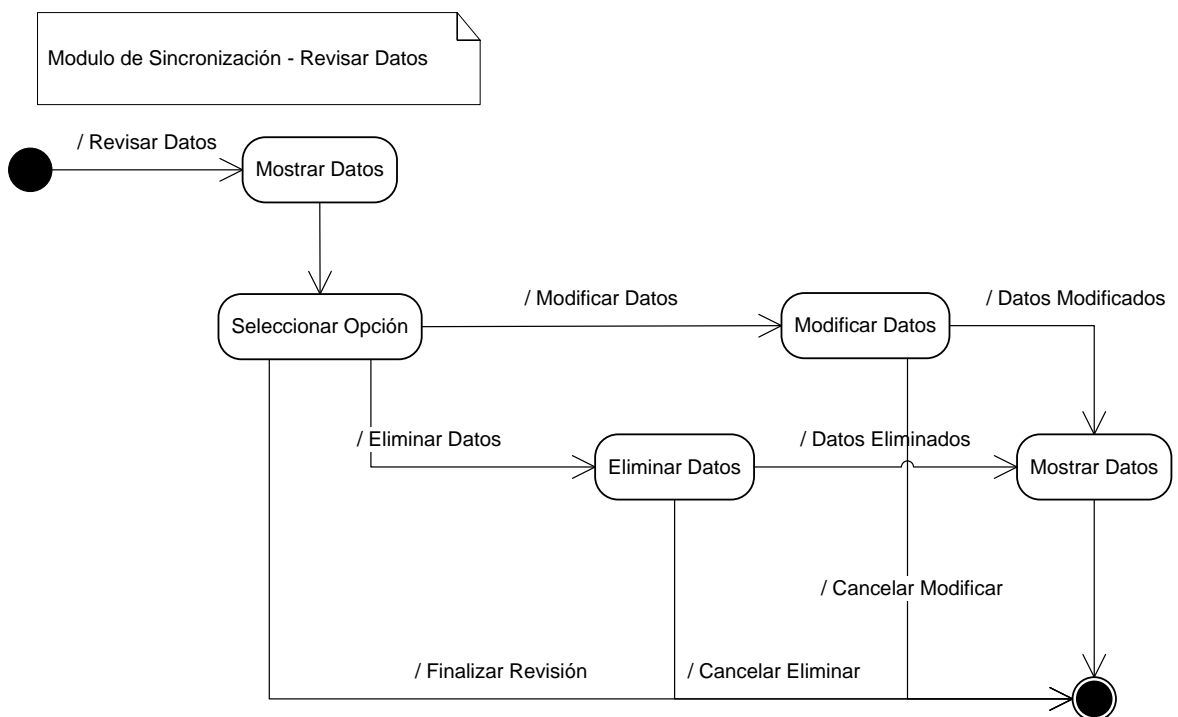 Modulo de Sincronización - Revisar Datos
/ Revisar Datos
Mostrar Datos
/ Modificar Datos
/ Datos Modificados
Seleccionar Opción
Modificar Datos
/ Eliminar Datos
/ Datos Eliminados
Eliminar Datos
Mostrar Datos
/ Cancelar Modificar
/ Finalizar Revisión
/ Cancelar Eliminar